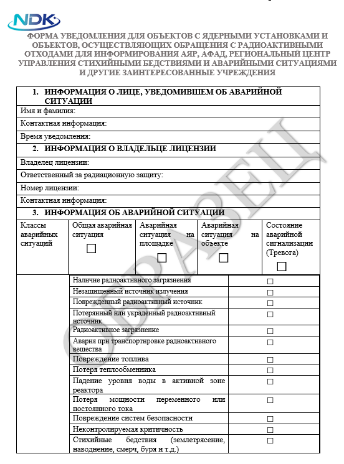 NDK
ФОРМА УВЕДОМЛЕНИЯ ДЛЯ ОБЪЕКТОВ С ЯДЕРНЫМИ УСТАНОВКАМИ И
ОБЪЕКТОВ, ОСУЩЕСТВЛЯЮЩИХ ОБРАЩЕНИЯ С РАДИОАКТИВНЫМИ
ОТХОДАМИ ДЛЯ ИНФОРМИРОВАНИЯ АЯР, АФАД, РЕГИОНАЛЬНЫЙ ЦЕНТР
УПРАВЛЕНИЯ СТИХИЙНЫМИ БЕДСТВИЯМИ И АВАРИЙНЫМИ СИТУАЦИЯМИ
И ДРУГИЕ ЗАИНТЕРЕСОВАННЫЕ УЧРЕЖДЕНИЯ
1. ИНФОРМАЦИЯ О ЛИЦЕ, УВЕДОМИВШЕМ ОБ АВАРИЙНОЙ
СИТУАЦИИ
Имя и фамилия:
Контактная информация:
Время уведомления:
2. ИНФОРМАЦИЯ О ВЛАДЕЛЬЦЕ ЛИЦЕНЗИИ
Владелец лицензии:
Ответственный за радиационную защиту:
Номер лицензии:
Контактная информация:
3. ИНФОРМАЦИЯ ОБ АВАРИЙНОЙ СИТУАЦИИ
Классы
аварийных
ситуаций
Общая аварийная
ситуация
Аварийная
ситуация на
площадке
Аварийная
ситуация на
объекте
Состояние
аварийной
сигнализации
(Тревога)
Наличие радиоактивного загрязнения
Незащищенный источник излучения
Поврежденный радиоактивный источник
Потерянный или украденный радиоактивный
источник
Радиоактивное загрязнение
Авария при транспортировке радиоактивного
вещества
Повреждение топлива
Потеря теплообменника
Падение уровня воды в активной зоне
реактора
Потеря мощности переменного или
постоянного тока
Повреждение систем безопасности
Неконтролируемая критичность
Стихийные бедствия (землетрясение,
наводнение, смерч, буря и т.д.)
ОБРАЗЕЦ